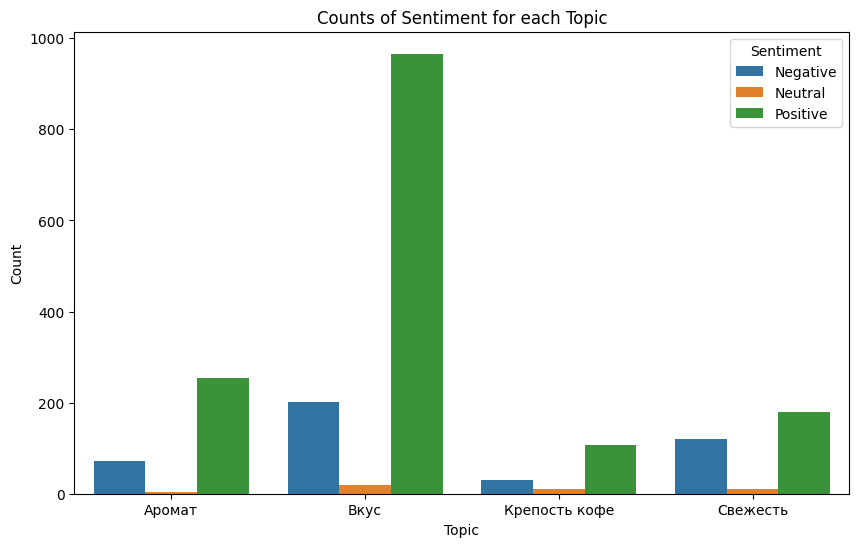 Counts of Sentiment for each Topic
Sentiment
Negative
Neutral
Positive
1000
800
600
400
200
0
Count
Аромат
Вкус
Крепость кофе
Свежесть
Topic